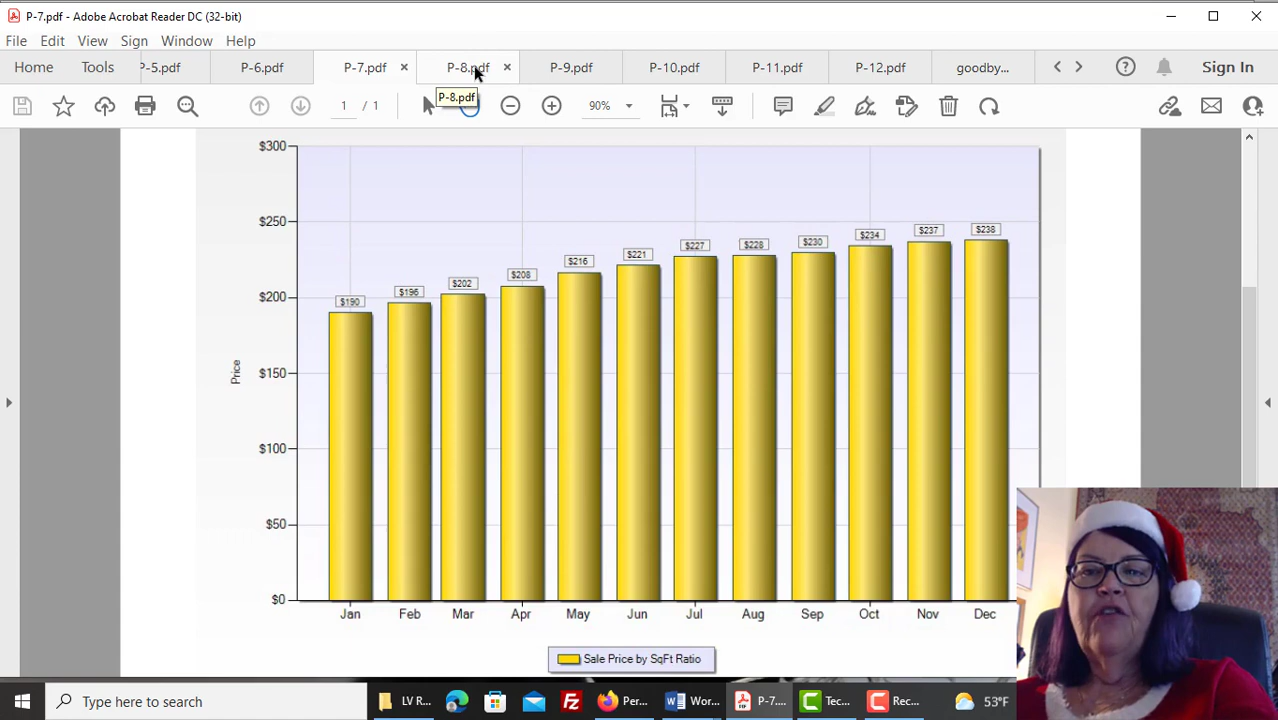 P-7.pdf - Adobe Acrobat Reader DC (32-bit)
File Edit View Sign Window Help
Home Tools P-5.pdf P-6.pdf P-7.pdf P-8.pdf P-9.pdf P-10.pdf P-11.pdf P-12.pdf goodby... Sign In
P-8.pdf
1 / 1 90%
$300
$250
$200
$150
$100
$50
$0
Price
$190 $196 $202 $208 $216 $221 $227 $228 $230 $234 $237 $238
Jan Feb Mar Apr May Jun Jul Aug Sep Oct Nov Dec
Sale Price by SqFt Ratio
Type here to search LV R... Per... Wor... P-7.... Tec... Rec... 53°F